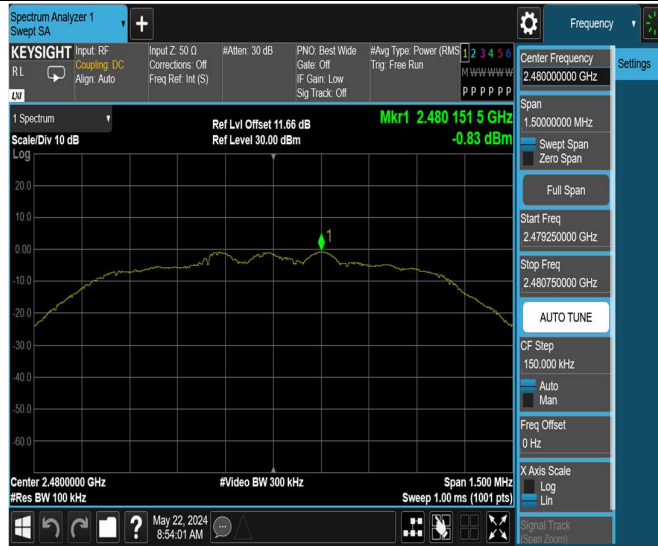 Spectrum Analyzer 1
Swept SA
Frequency
KEYSIGHT
RL
LXI
Input: RF
Coupling: DC
Align: Auto
Input Z: 50 Ω
Corrections: Off
Freq Ref: Int (S)
#Atten: 30 dB
PNO: Best Wide
Gate: Off
IF Gain: Low
Sig Track: Off
#Avg Type: Power (RMS
Trig: Free Run
1 2 3 4 5 6
M W W W W W
P P P P P P
1 Spectrum
Scale/Div 10 dB
Log
Ref Lvl Offset 11.66 dB
Ref Level 30.00 dBm
Mkr1 2.480 151 5 GHz
-0.83 dBm
20.0
10.0
0.00
-10.0
-20.0
-30.0
-40.0
-50.0
-60.0
1
Center 2.4800000 GHz
#Res BW 100 kHz
#Video BW 300 kHz
Span 1.500 MHz
Sweep 1.00 ms (1001 pts)
May 22, 2024
8:54:01 AM
?
Settings
Center Frequency
2.480000000 GHz
Span
1.50000000 MHz
Swept Span
Zero Span
Full Span
Start Freq
2.479250000 GHz
Stop Freq
2.480750000 GHz
AUTO TUNE
CF Step
150.000 kHz
Auto
Man
Freq Offset
0 Hz
X Axis Scale
Log
Lin
Signal Track
(Span Zoom)